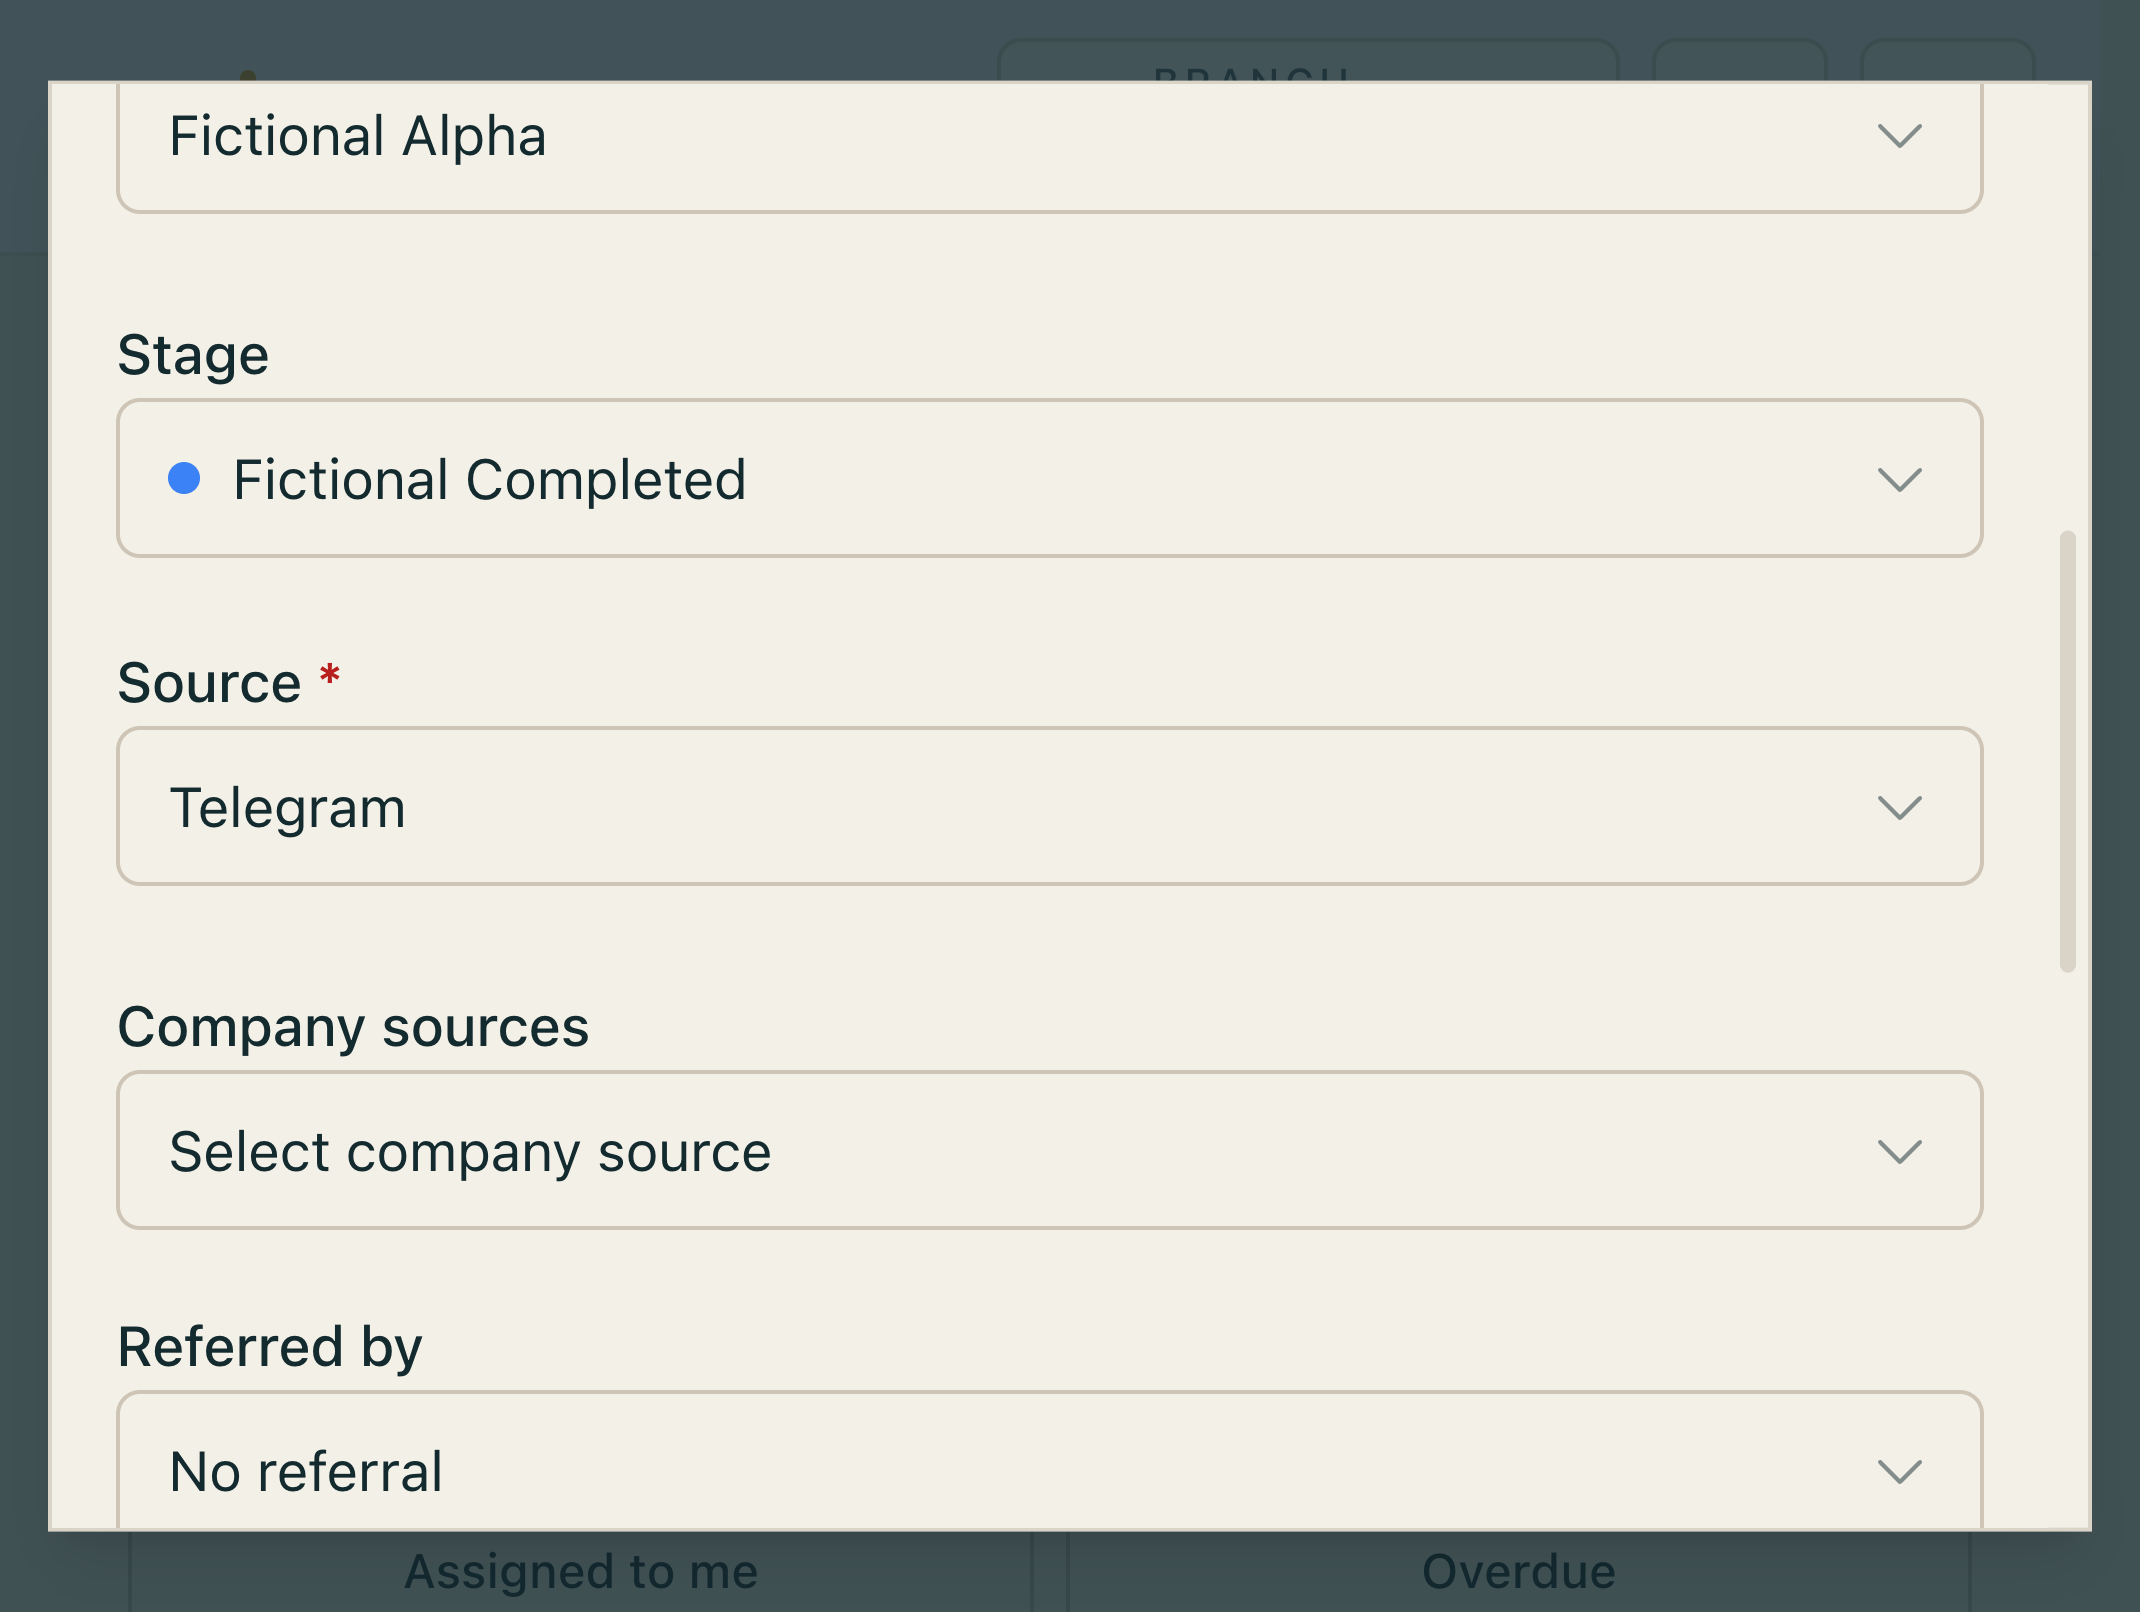 BRANCH
Fictional Alpha
Stage
Fictional Completed
Source *
Telegram
Company sources
Select company source
Referred by
No referral
Assigned to me
Overdue